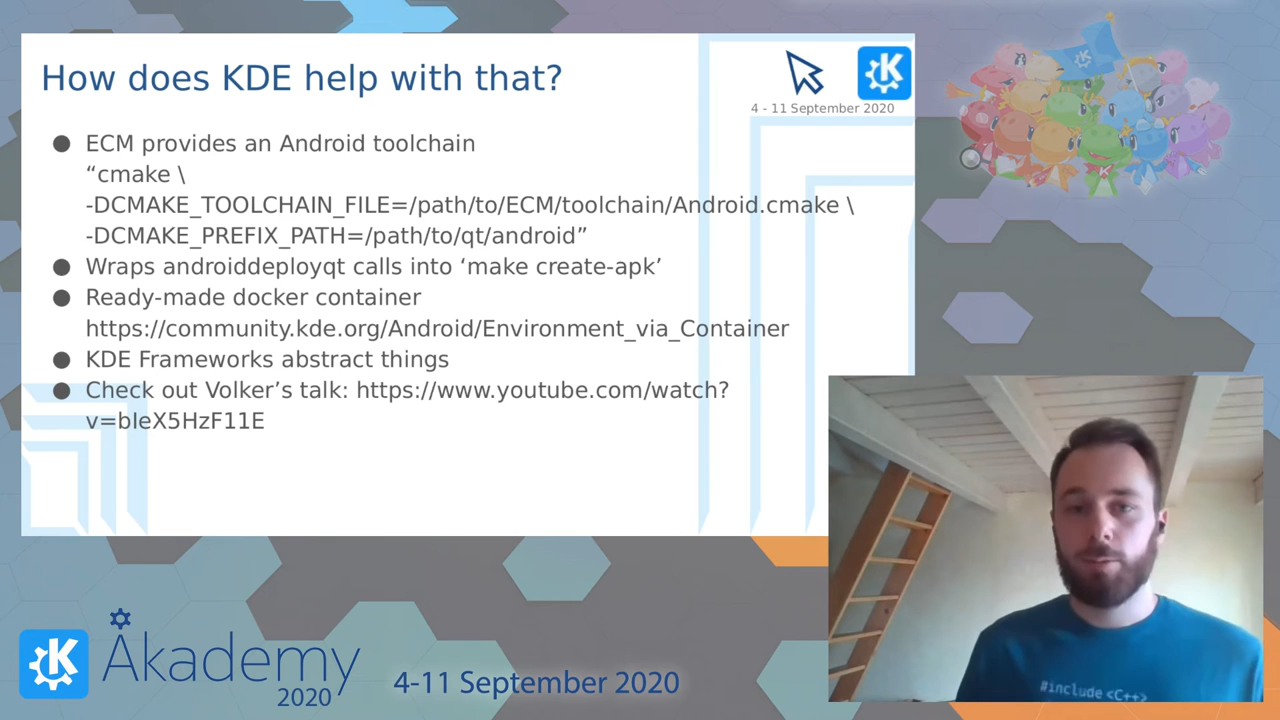 How does KDE help with that?
4 - 11 September 2020
● ECM provides an Android toolchain
“cmake \
-DCMAKE_TOOLCHAIN_FILE=/path/to/ECM/toolchain/Android.cmake \
-DCMAKE_PREFIX_PATH=/path/to/qt/android”
● Wraps androiddeployqt calls into ‘make create-apk’
● Ready-made docker container
https://community.kde.org/Android/Environment_via_Container
● KDE Frameworks abstract things
● Check out Volker’s talk: https://www.youtube.com/watch?
v=bIeX5HzF11E
#include <C++>
Akademy
2020
4-11 September 2020